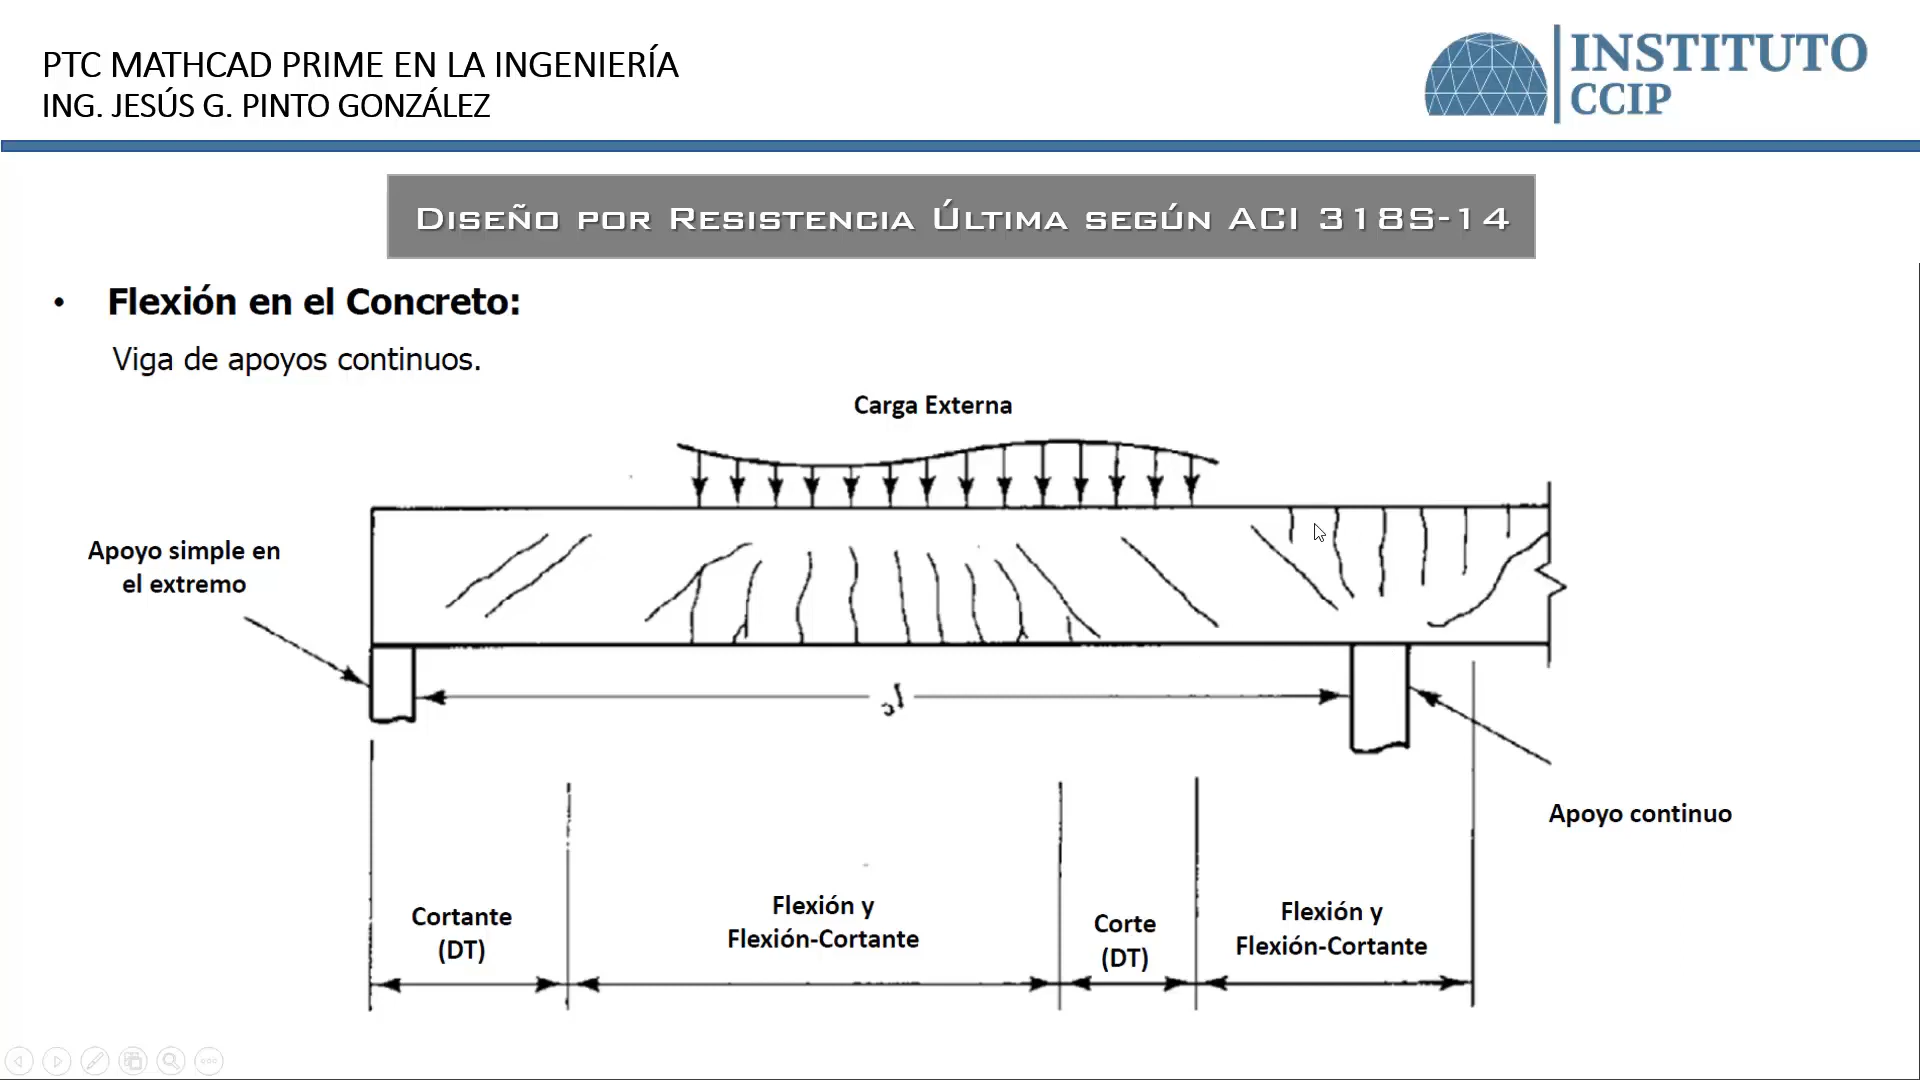 PTC MATHCAD PRIME EN LA INGENIERÍA
ING. JESÚS G. PINTO GONZÁLEZ
INSTITUTO
CCIP
Diseño por Resistencia Última según ACI 318S-14
• Flexión en el Concreto:
Viga de apoyos continuos.
Carga Externa
Apoyo simple en
el extremo
Apoyo continuo
Cortante
(DT)
Flexión y
Flexión-Cortante
Corte
(DT)
Flexión y
Flexión-Cortante